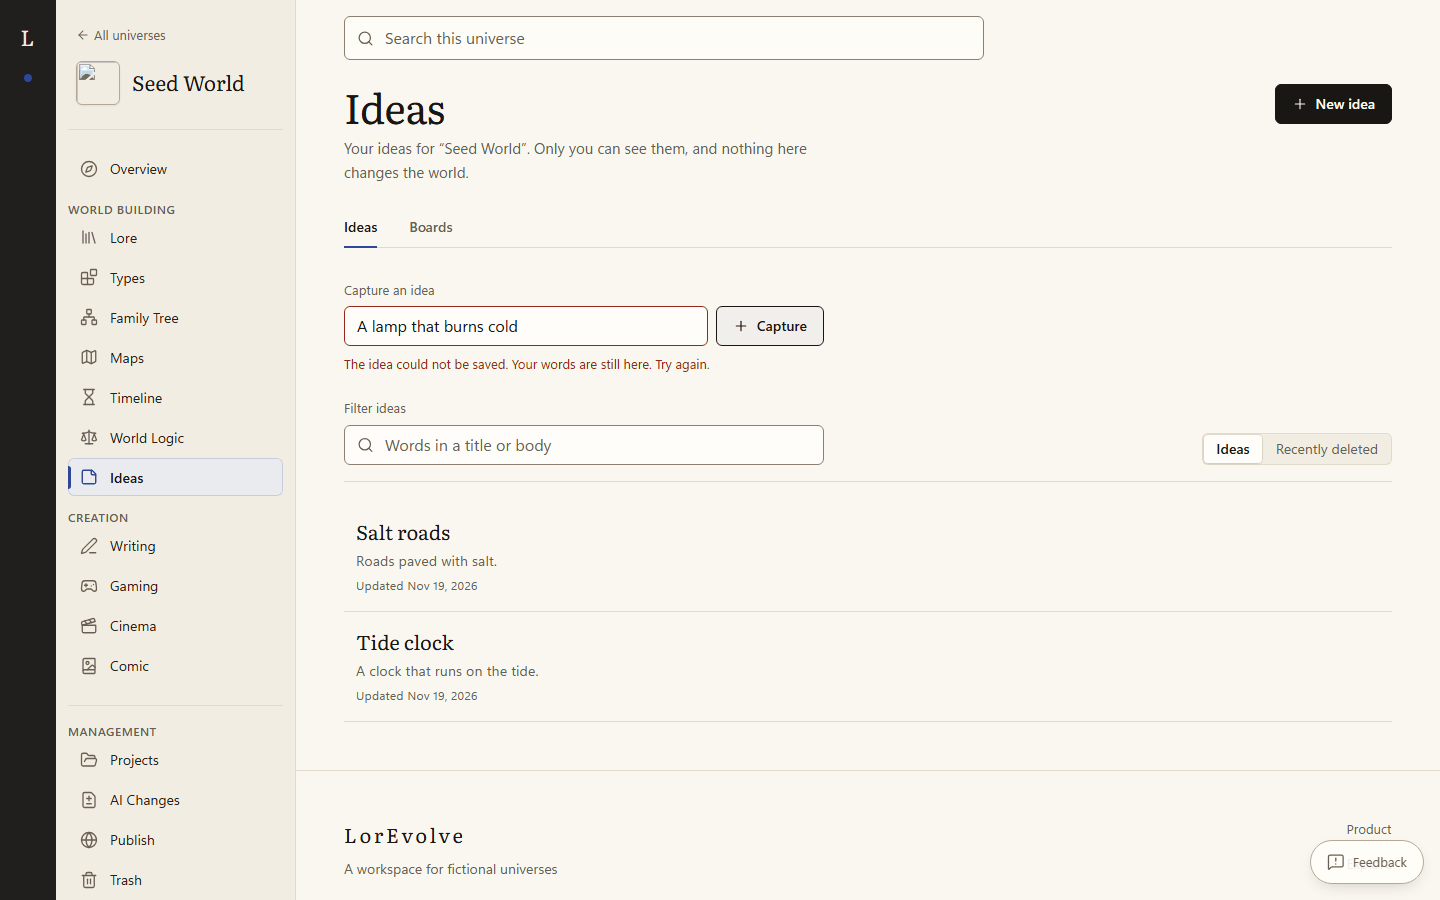 L
All universes
Seed World
Overview
WORLD BUILDING
Lore
Types
Family Tree
Maps
Timeline
World Logic
Ideas
CREATION
Writing
Gaming
Cinema
Comic
MANAGEMENT
Projects
AI Changes
Publish
Trash
Search this universe
Ideas
New idea
Your ideas for “Seed World”. Only you can see them, and nothing here
changes the world.
Ideas
Boards
Capture an idea
A lamp that burns cold
Capture
The idea could not be saved. Your words are still here. Try again.
Filter ideas
Words in a title or body
Ideas
Recently deleted
Salt roads
Roads paved with salt.
Updated Nov 19, 2026
Tide clock
A clock that runs on the tide.
Updated Nov 19, 2026
LorEvolve
A workspace for fictional universes
Product
Feedback